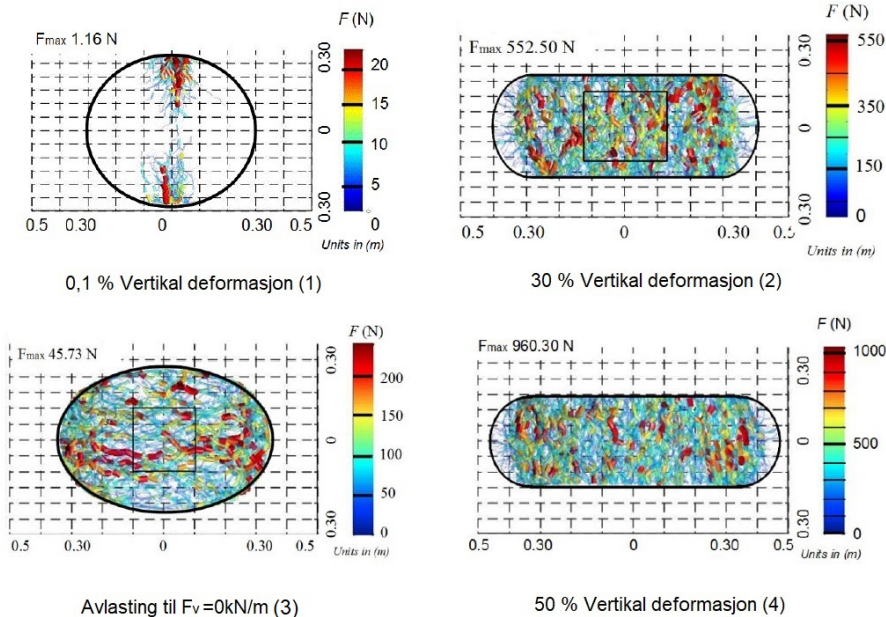 F (N)
Fmax 1.16 N
20
15
10
5
0
0.30
0
0.30
0.5 0.30 0 0.30 0.5
Units in (m)
0,1 % Vertikal deformasjon (1)
F (N)
Fmax 552.50 N
550
350
150
0
0.30
0
0.30
0.5 0.30 0 0.30 0.5
Units in (m)
30 % Vertikal deformasjon (2)
F (N)
Fmax 45.73 N
200
150
100
50
0
0.30
0
0.30
0.5 0.30 0 0.30 0.5
Units in (m)
Avlasting til Fv =0kN/m (3)
F (N)
Fmax 960.30 N
1000
500
0
0.30
0
0.30
0.5 0.30 0 0.30 0.5
Units in (m)
50 % Vertikal deformasjon (4)